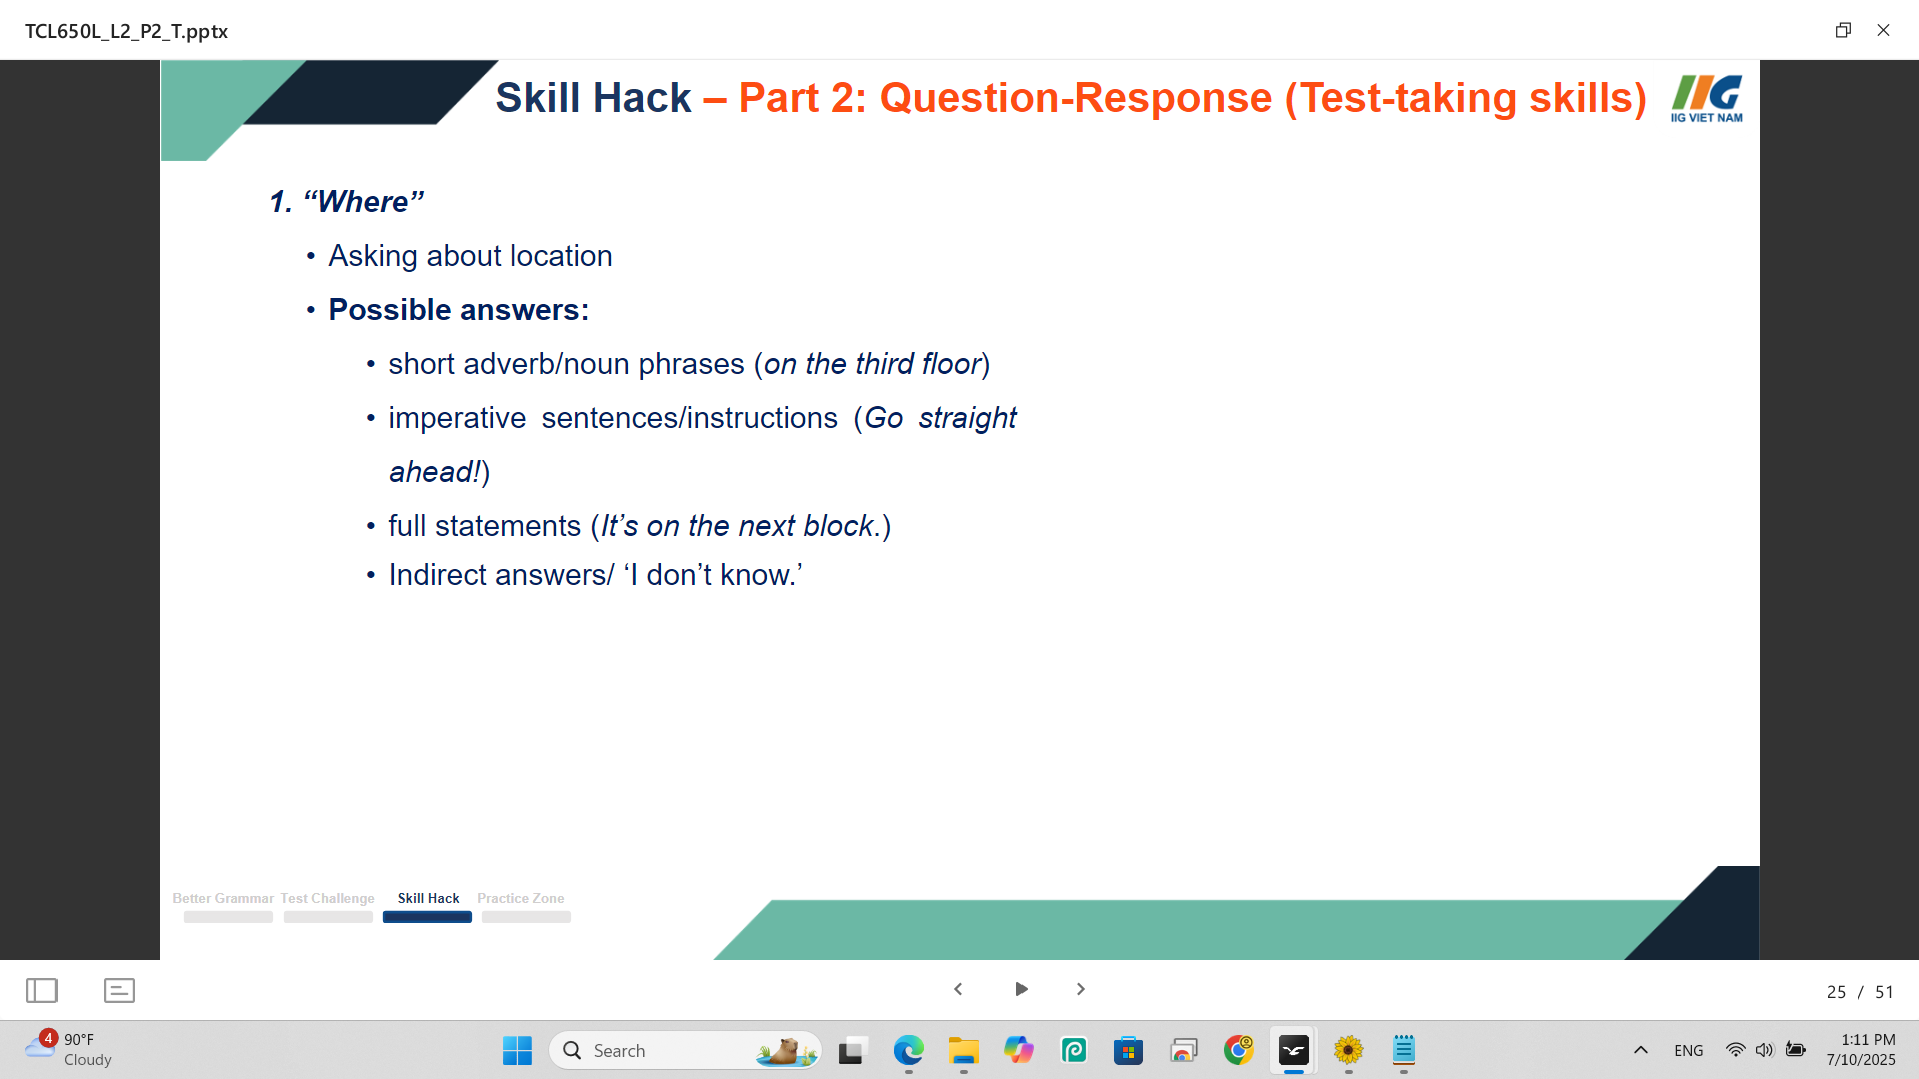 TCL650L_L2_P2_T.pptx
Skill Hack – Part 2: Question-Response (Test-taking skills)
IIG VIET NAM
1. “Where”
• Asking about location
• Possible answers:
• short adverb/noun phrases (on the third floor)
• imperative sentences/instructions (Go straight
ahead!)
• full statements (It’s on the next block.)
• Indirect answers/ ‘I don’t know.’
Better Grammar Test Challenge Skill Hack Practice Zone
25 / 51
4
90°F
Cloudy
Search
ENG
1:11 PM
7/10/2025